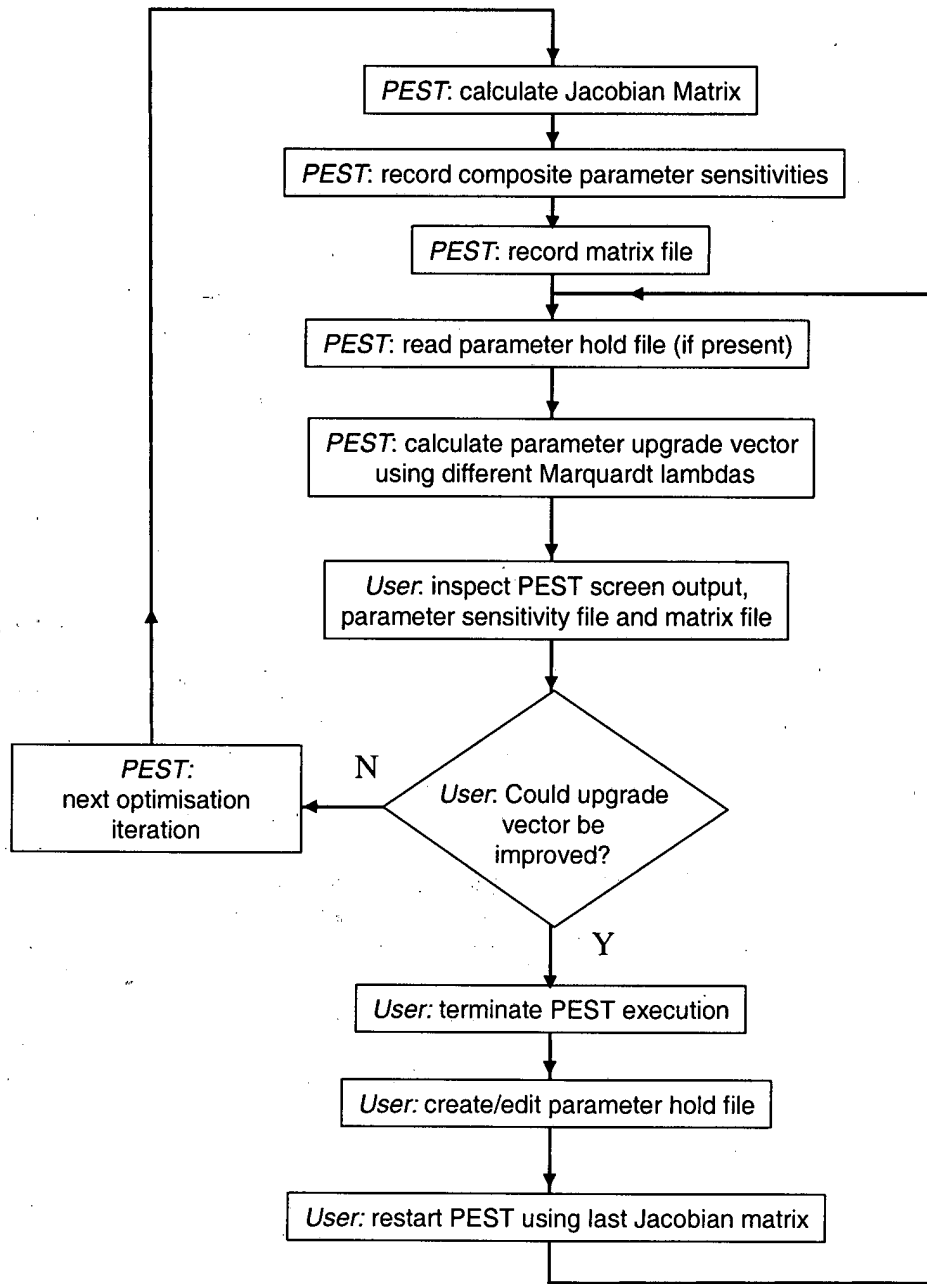 PEST: calculate Jacobian Matrix
PEST: record composite parameter sensitivities
PEST: record matrix file
PEST: read parameter hold file (if present)
PEST: calculate parameter upgrade vector
using different Marquardt lambdas
User: inspect PEST screen output,
parameter sensitivity file and matrix file
N
PEST:
next optimisation
iteration
User: Could upgrade
vector be
improved?
Y
User: terminate PEST execution
User: create/edit parameter hold file
User: restart PEST using last Jacobian matrix